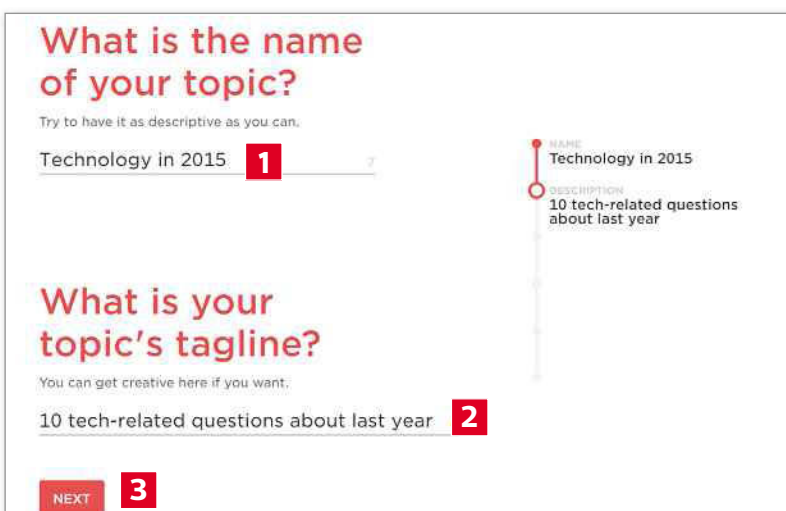 What is the name
of your topic?
Try to have it as descriptive as you can.
Technology in 2015 1 7
What is your
topic's tagline?
You can get creative here if you want.
10 tech-related questions about last year 2
NEXT 3
NAME
Technology in 2015
DESCRIPTION
10 tech-related questions
about last year